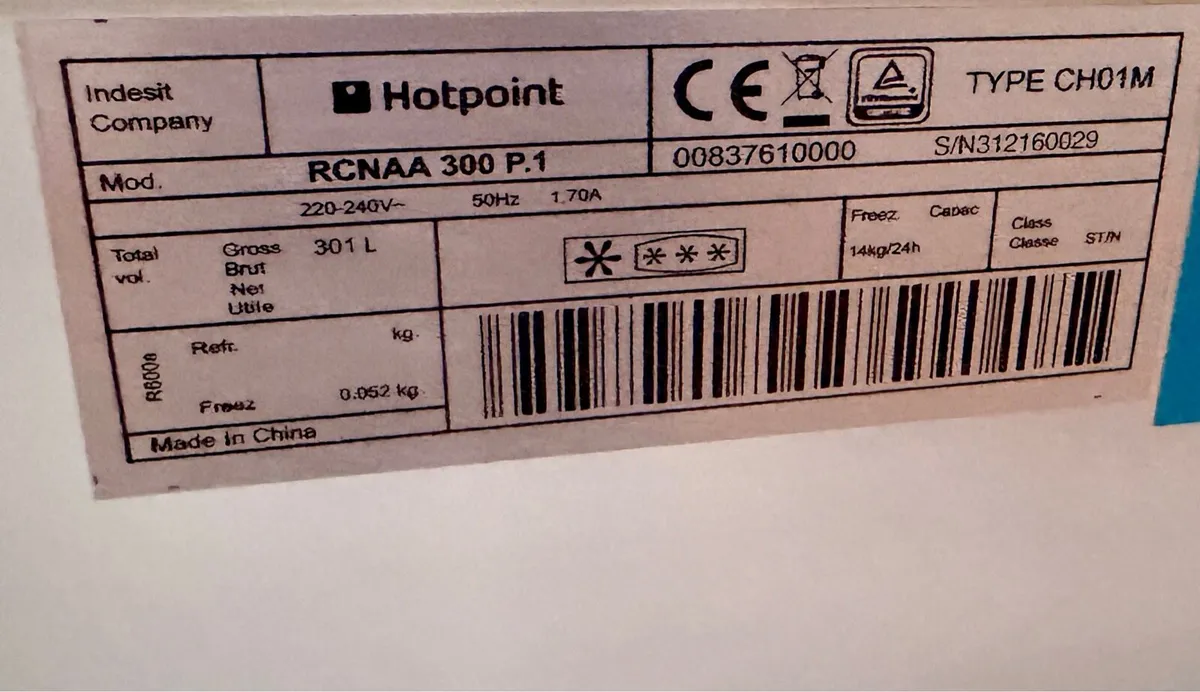 Indesit
Company
Hotpoint
CE
TYPE CH01M
Mod.
RCNAA 300 P.1
00837610000
S/N312160029
220-240V~
50Hz
1.70A
Total
vol.
Gross
Brut
Net
Utile
301 L
Freez.
Capac
14kg/24h
Class
Classe
ST/N
R600a
Refr.
kg.
Freez
0.052 kg
Made in China